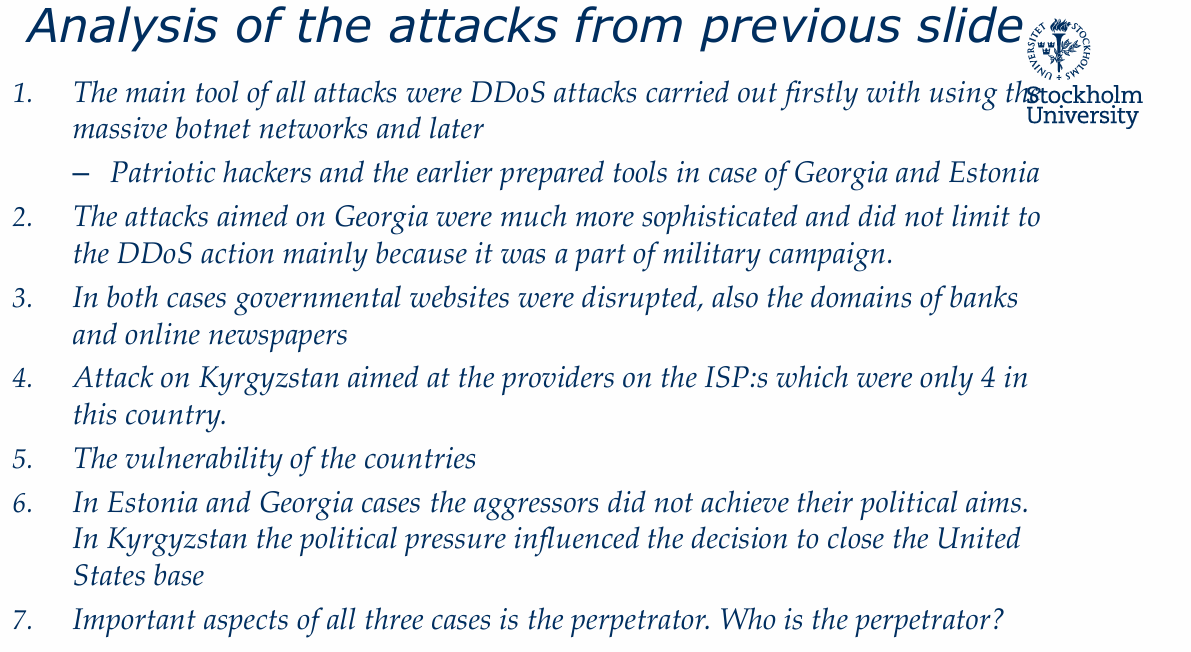 Analysis of the attacks from previous slide
1. The main tool of all attacks were DDoS attacks carried out firstly with using the
massive botnet networks and later
– Patriotic hackers and the earlier prepared tools in case of Georgia and Estonia
2. The attacks aimed on Georgia were much more sophisticated and did not limit to
the DDoS action mainly because it was a part of military campaign.
3. In both cases governmental websites were disrupted, also the domains of banks
and online newspapers
4. Attack on Kyrgyzstan aimed at the providers on the ISP:s which were only 4 in
this country.
5. The vulnerability of the countries
6. In Estonia and Georgia cases the aggressors did not achieve their political aims.
In Kyrgyzstan the political pressure influenced the decision to close the United
States base
7. Important aspects of all three cases is the perpetrator. Who is the perpetrator?
STOCKHOLMS UNIVERSITET
Stockholm
University